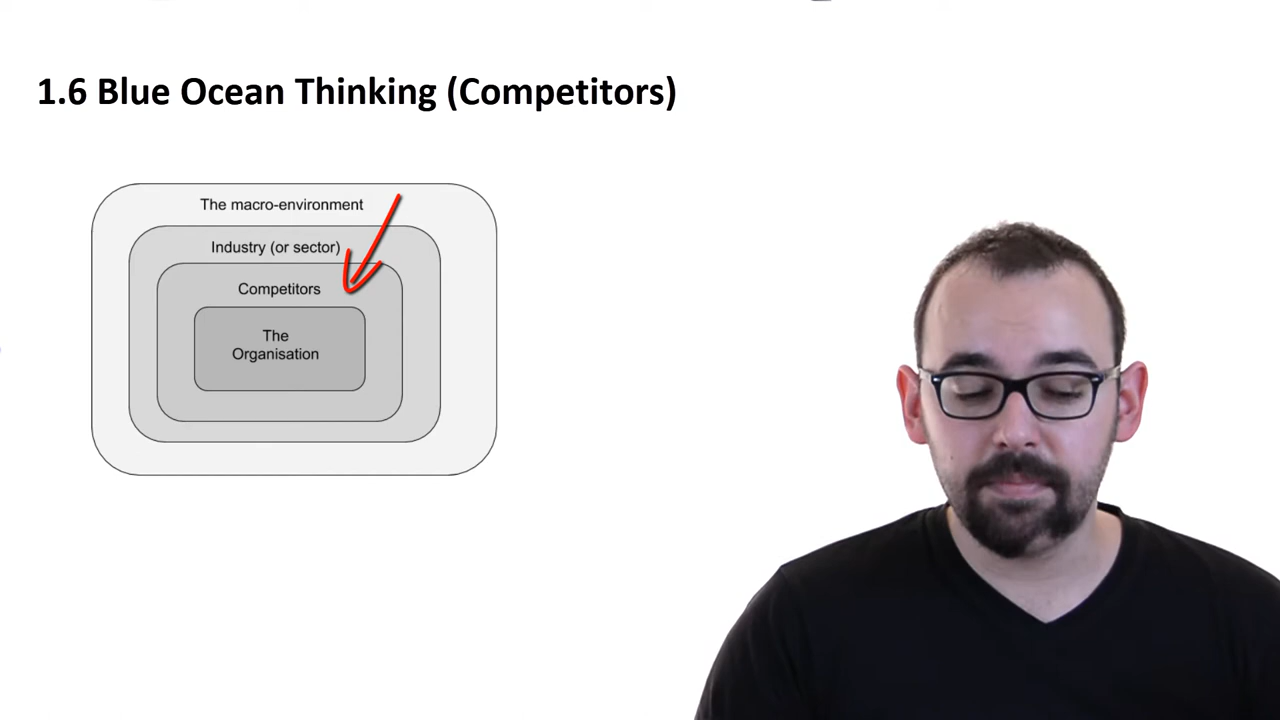 1.6 Blue Ocean Thinking (Competitors)
The macro-environment
Industry (or sector)
Competitors
The
Organisation